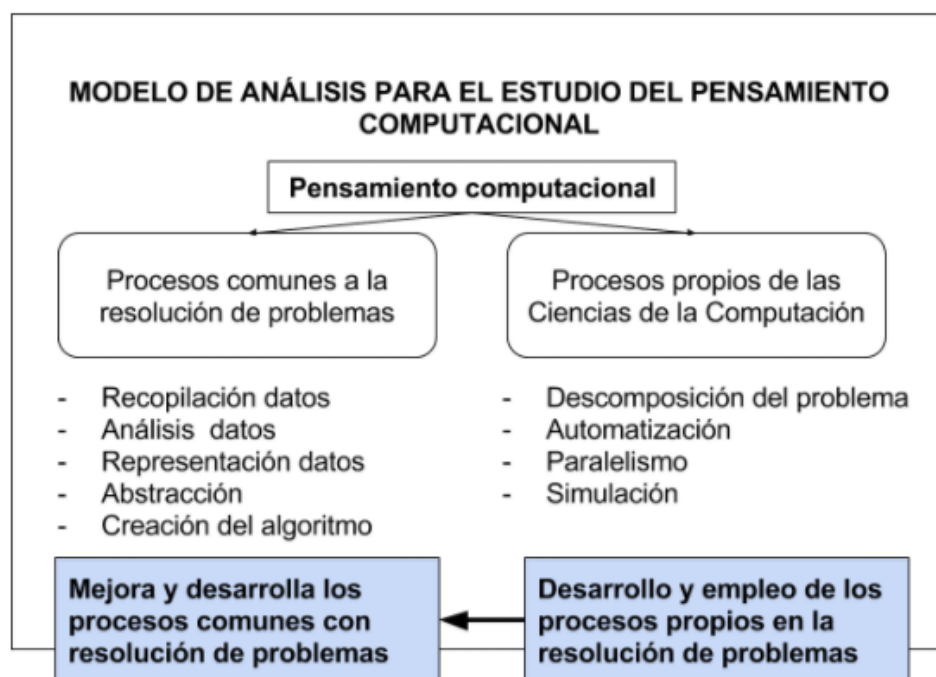 MODELO DE ANÁLISIS PARA EL ESTUDIO DEL PENSAMIENTO
COMPUTACIONAL
Pensamiento computacional
Procesos comunes a la
resolución de problemas
- Recopilación datos
- Análisis datos
- Representación datos
- Abstracción
- Creación del algoritmo
Mejora y desarrolla los
procesos comunes con
resolución de problemas
Procesos propios de las
Ciencias de la Computación
- Descomposición del problema
- Automatización
- Paralelismo
- Simulación
Desarrollo y empleo de los
procesos propios en la
resolución de problemas